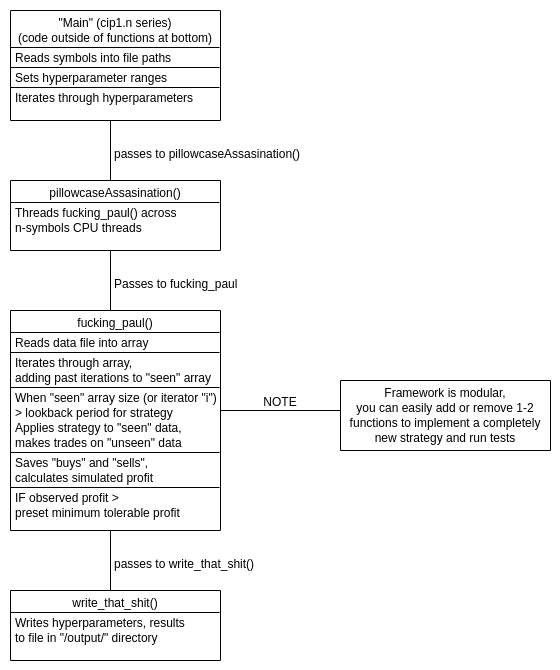 "Main" (cip1.n series)
(code outside of functions at bottom)
Reads symbols into file paths
Sets hyperparameter ranges
Iterates through hyperparameters
passes to pillowcaseAssasination()
pillowcaseAssasination()
Threads fucking_paul() across
n-symbols CPU threads
Passes to fucking_paul
fucking_paul()
Reads data file into array
Iterates through array,
adding past iterations to "seen" array
When "seen" array size (or iterator "i")
> lookback period for strategy
Applies strategy to "seen" data,
makes trades on "unseen" data
Saves "buys" and "sells",
calculates simulated profit
IF observed profit >
preset minimum tolerable profit
NOTE
Framework is modular,
you can easily add or remove 1-2
functions to implement a completely
new strategy and run tests
passes to write_that_shit()
write_that_shit()
Writes hyperparameters, results
to file in "/output/" directory